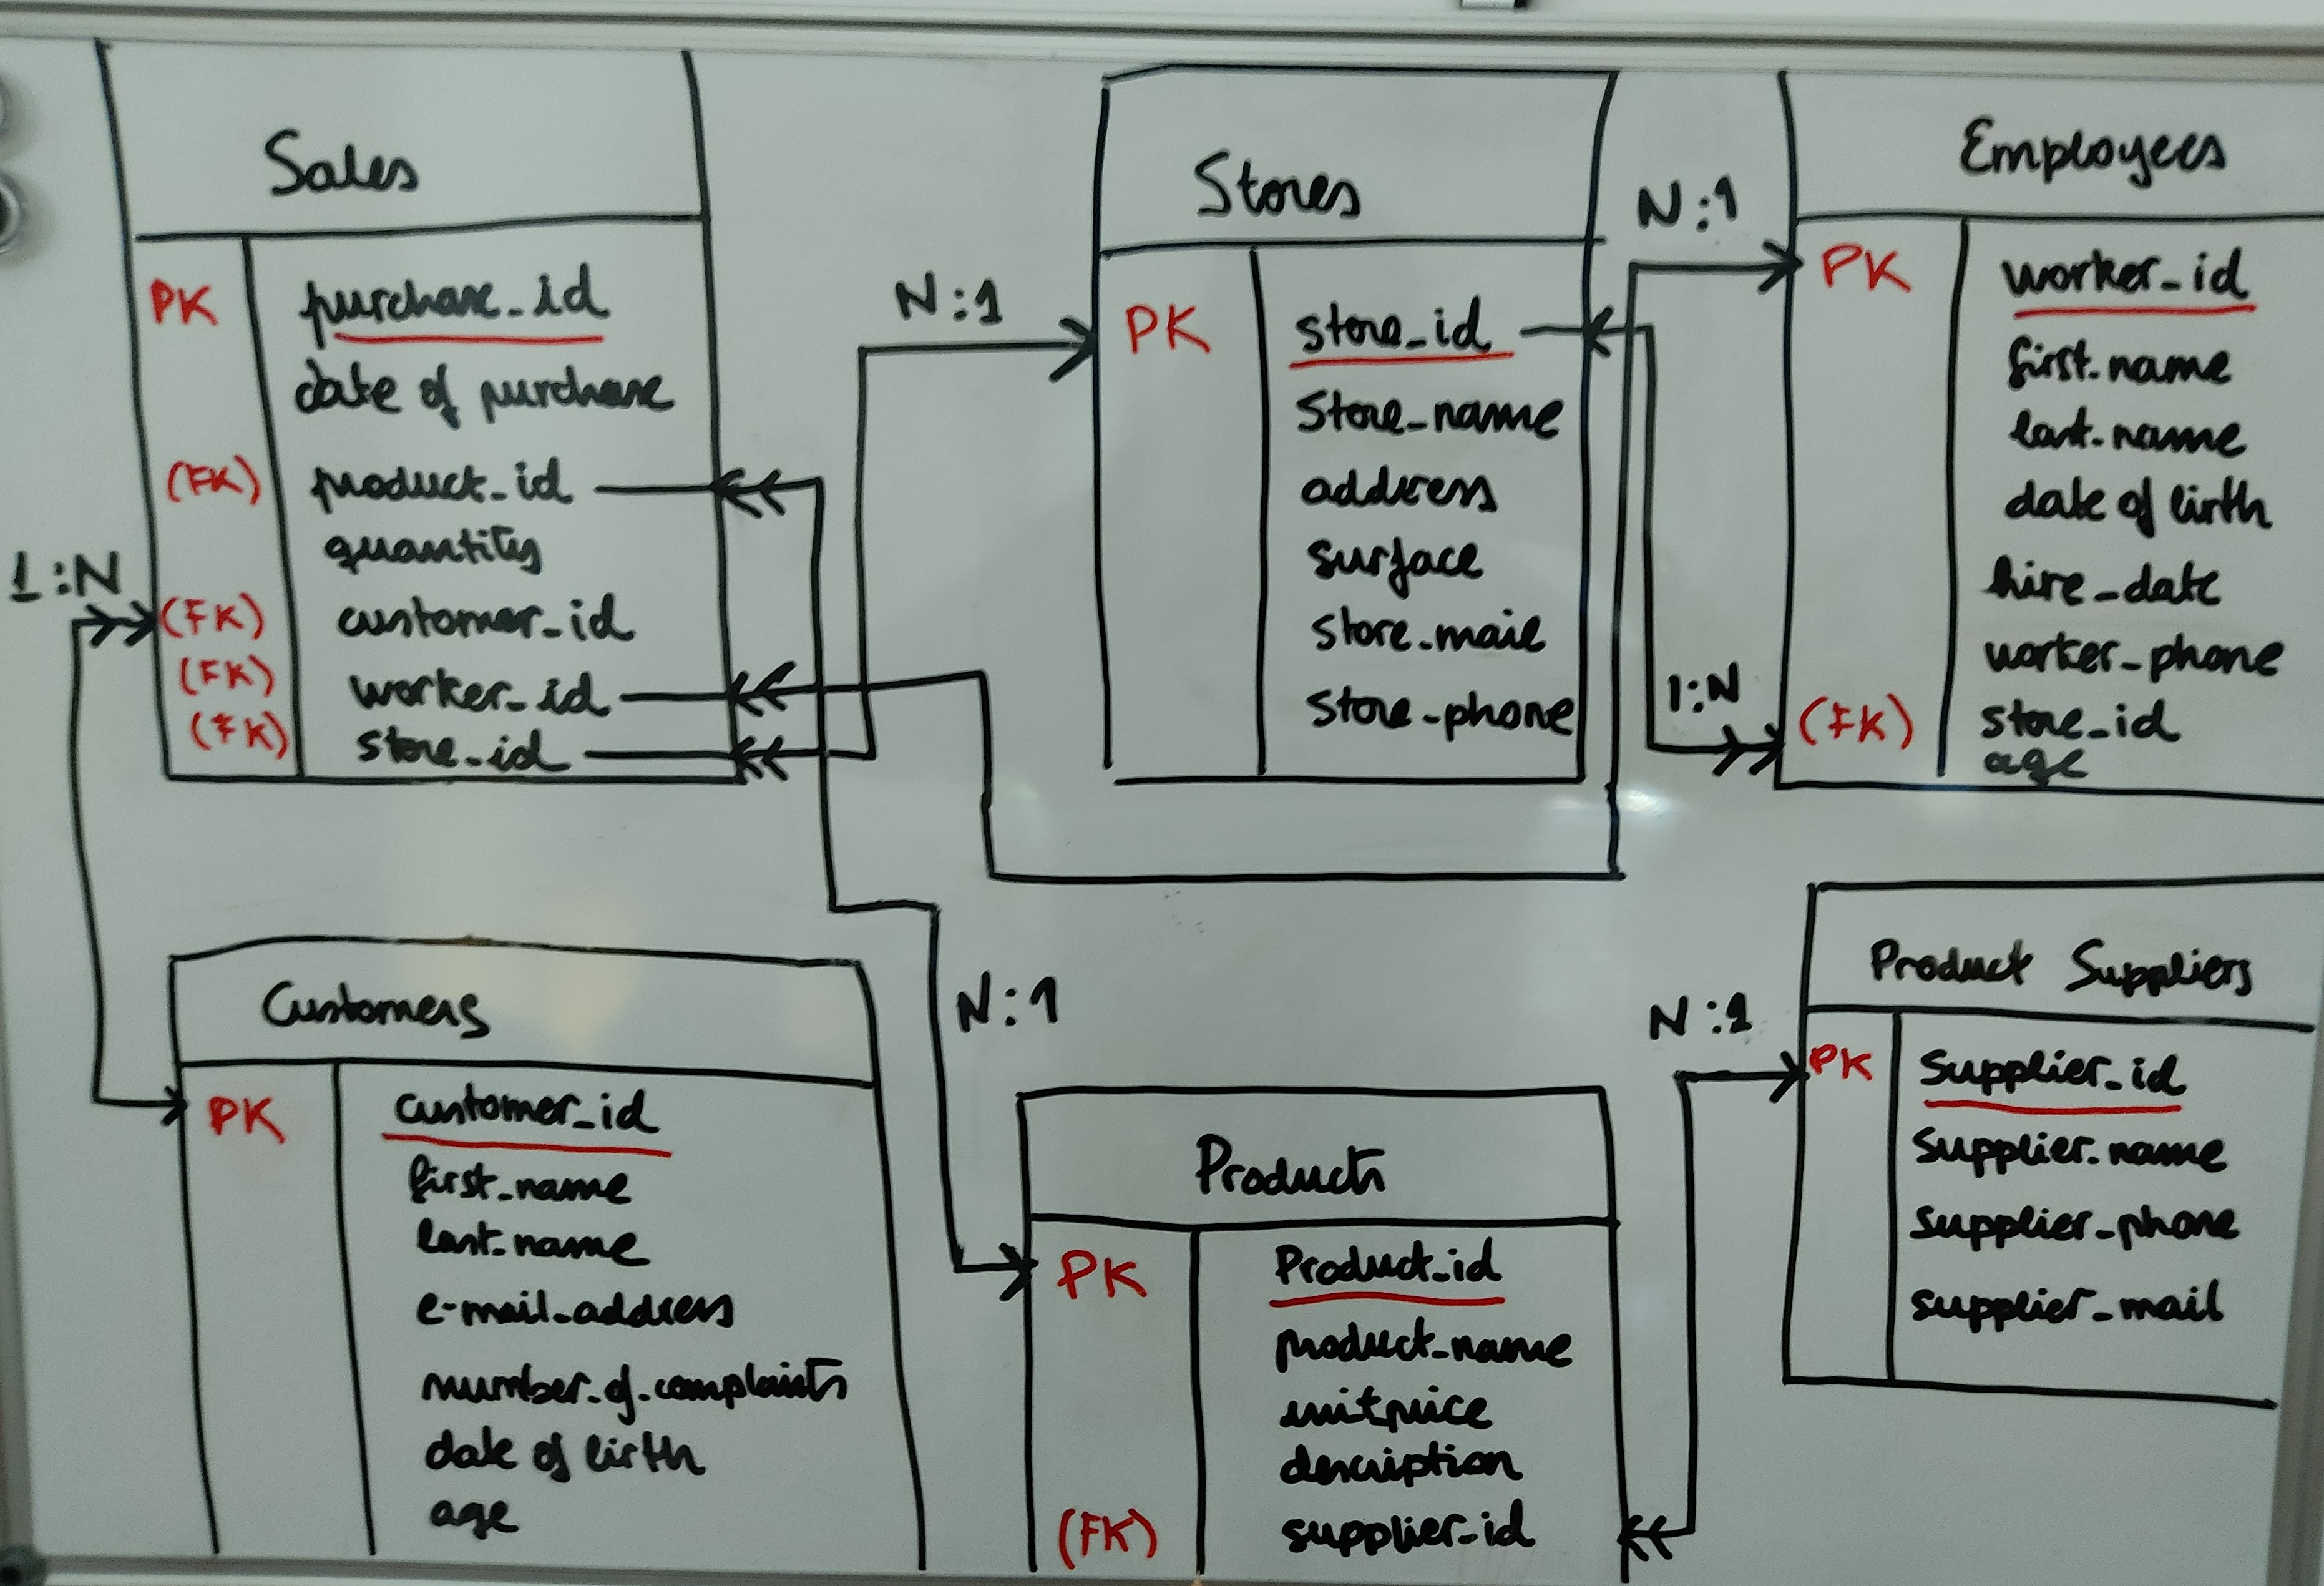 Sales
PK purchase_id
date of purchase
(FK) product_id
quantity
(FK) customer_id
(FK) worker_id
(FK) store_id
1:N
N:1
Stores
PK store_id
Store_name
address
surface
store_mail
store_phone
N:1
1:N
Employees
PK worker_id
first_name
last_name
date of birth
hire_date
worker_phone
(FK) store_id
age
Customers
PK customer_id
first_name
last_name
e-mail_address
number_of_complaints
date of birth
age
N:1
Products
PK Product_id
product_name
unitprice
description
(FK) supplier_id
N:1
Product Suppliers
PK Supplier_id
supplier_name
supplier_phone
supplier_mail